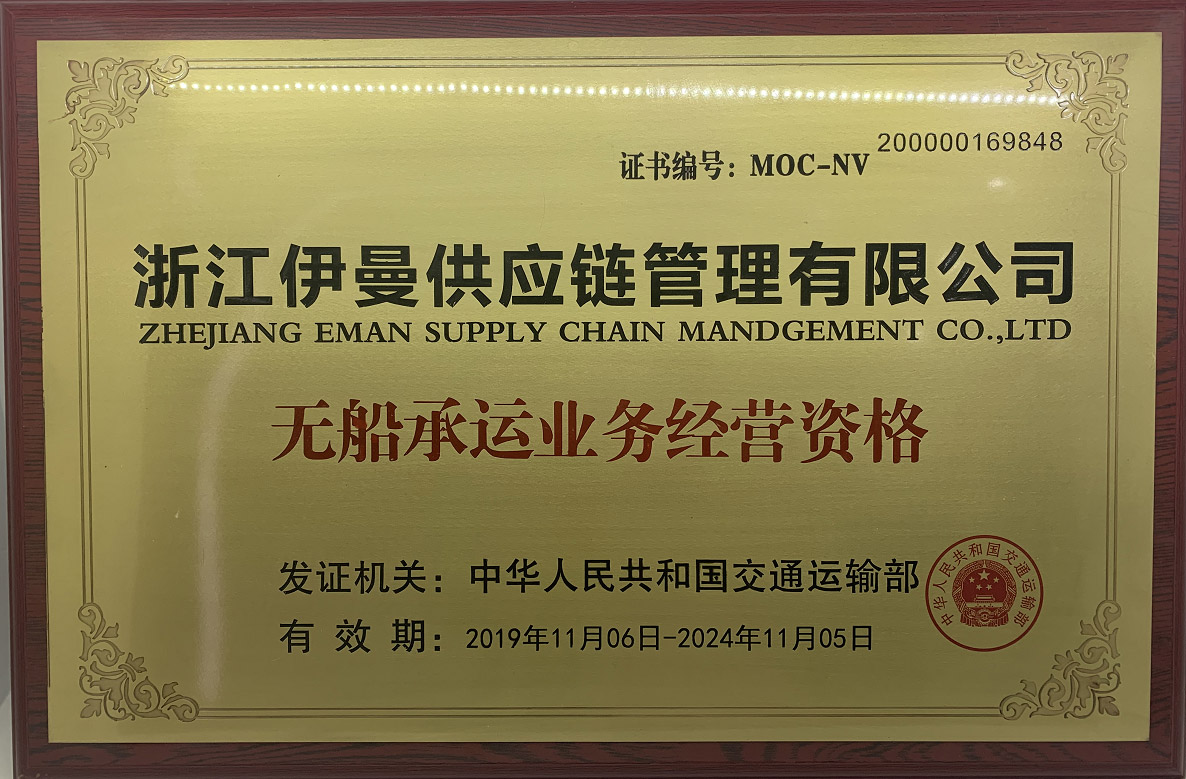 证书编号：MOC-NV 200000169848
浙江伊曼供应链管理有限公司
ZHEJIANG EMAN SUPPLY CHAIN MANDGEMENT CO.,LTD
无船承运业务经营资格
发证机关：中华人民共和国交通运输部
中华人民共和国交通运输部
有 效 期：2019年11月06日-2024年11月05日